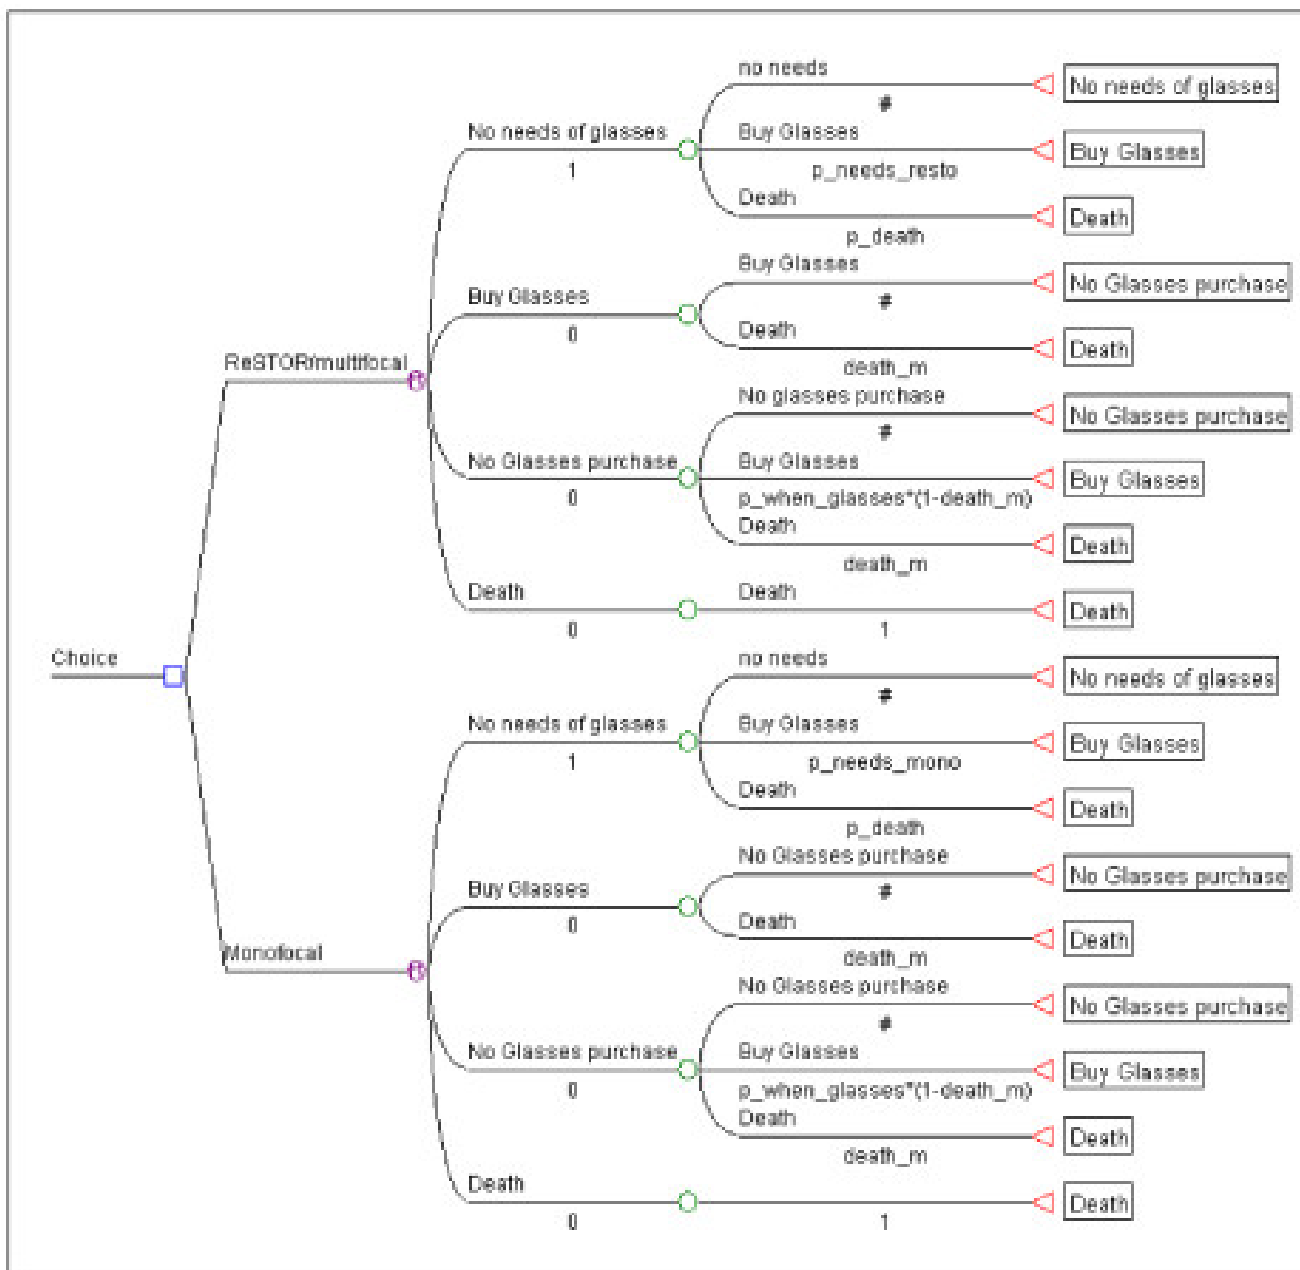 no needs
#
No needs of glasses
No needs of glasses
1
Buy Glasses
p_needs_resto
Buy Glasses
Death
p_death
Death
Buy Glasses
#
No Glasses purchase
Buy Glasses
0
Death
death_m
Death
ReSTOR/multifocal
No glasses purchase
#
No Glasses purchase
No Glasses purchase
0
Buy Glasses
p_when_glasses*(1-death_m)
Buy Glasses
Death
death_m
Death
Death
0
Death
1
Death
Choice
no needs
#
No needs of glasses
No needs of glasses
1
Buy Glasses
p_needs_mono
Buy Glasses
Death
p_death
Death
No Glasses purchase
#
No Glasses purchase
Buy Glasses
0
Death
death_m
Death
Monofocal
No Glasses purchase
#
No Glasses purchase
No Glasses purchase
0
Buy Glasses
p_when_glasses*(1-death_m)
Buy Glasses
Death
death_m
Death
Death
0
Death
1
Death